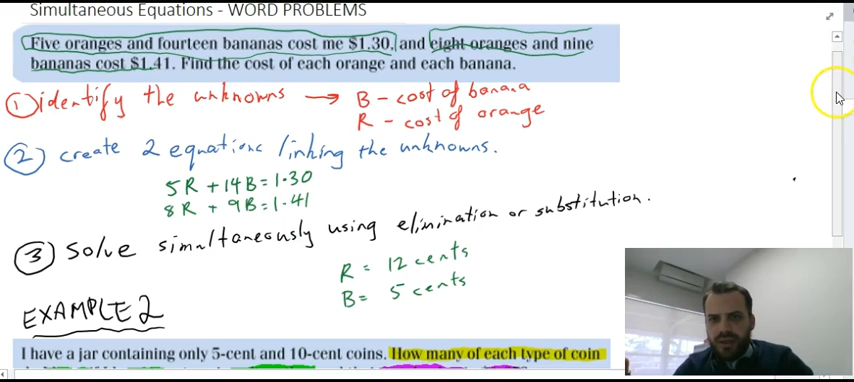 Simultaneous Equations - WORD PROBLEMS
Five oranges and fourteen bananas cost me $1.30, and eight oranges and nine
bananas cost $1.41. Find the cost of each orange and each banana.
① identify the unknowns → B - cost of banana
R - cost of orange
② create 2 equations linking the unknowns.
5R + 14B = 1.30
8R + 9B = 1.41
③ Solve simultaneously using elimination or substitution.
R = 12 cents
B = 5 cents
EXAMPLE 2
I have a jar containing only 5-cent and 10-cent coins. How many of each type of coin